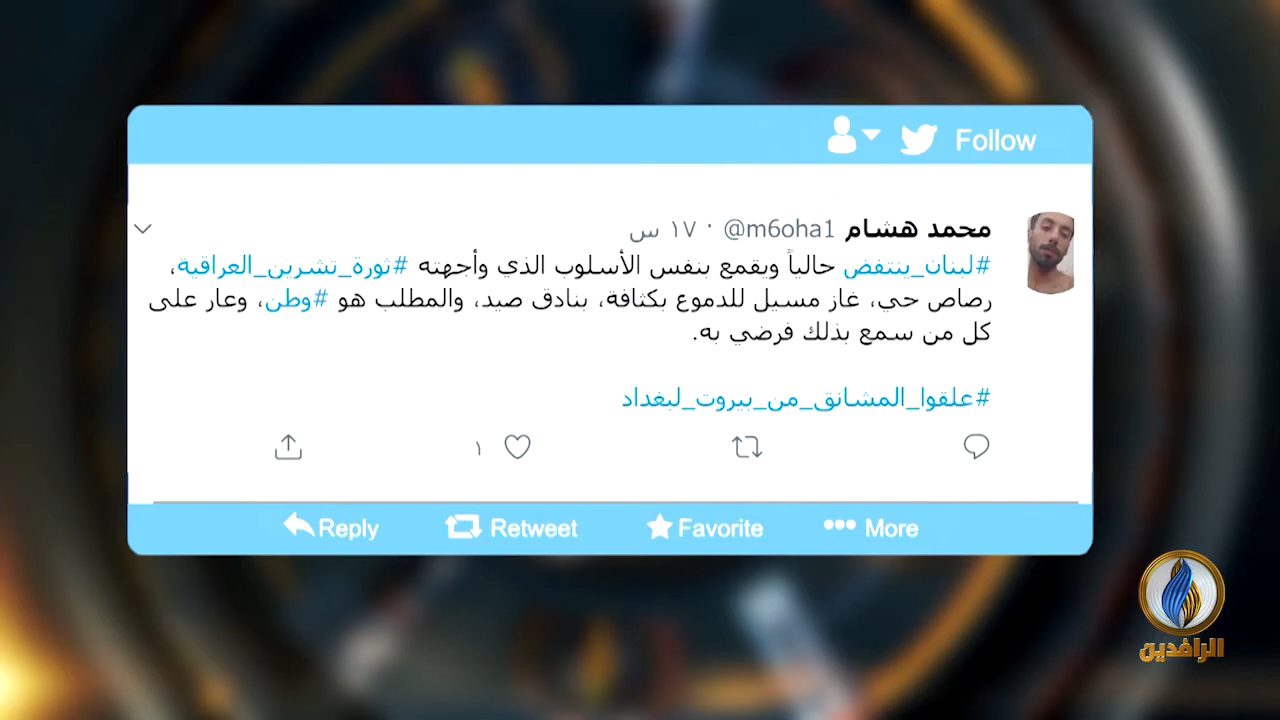 Follow
محمد هشام @m6oha1 · ١٧ س
#لبنان_ينتفض حالياً ويقمع بنفس الأسلوب الذي وأجهته #ثورة_تشرين_العراقية،
رصاص حي، غاز مسيل للدموع بكثافة، بنادق صيد، والمطلب هو #وطن، وعار على
كل من سمع بذلك فرضي به.
#علقوا_المشانق_من_بيروت_لبغداد
١
Reply Retweet Favorite More
الرافدين